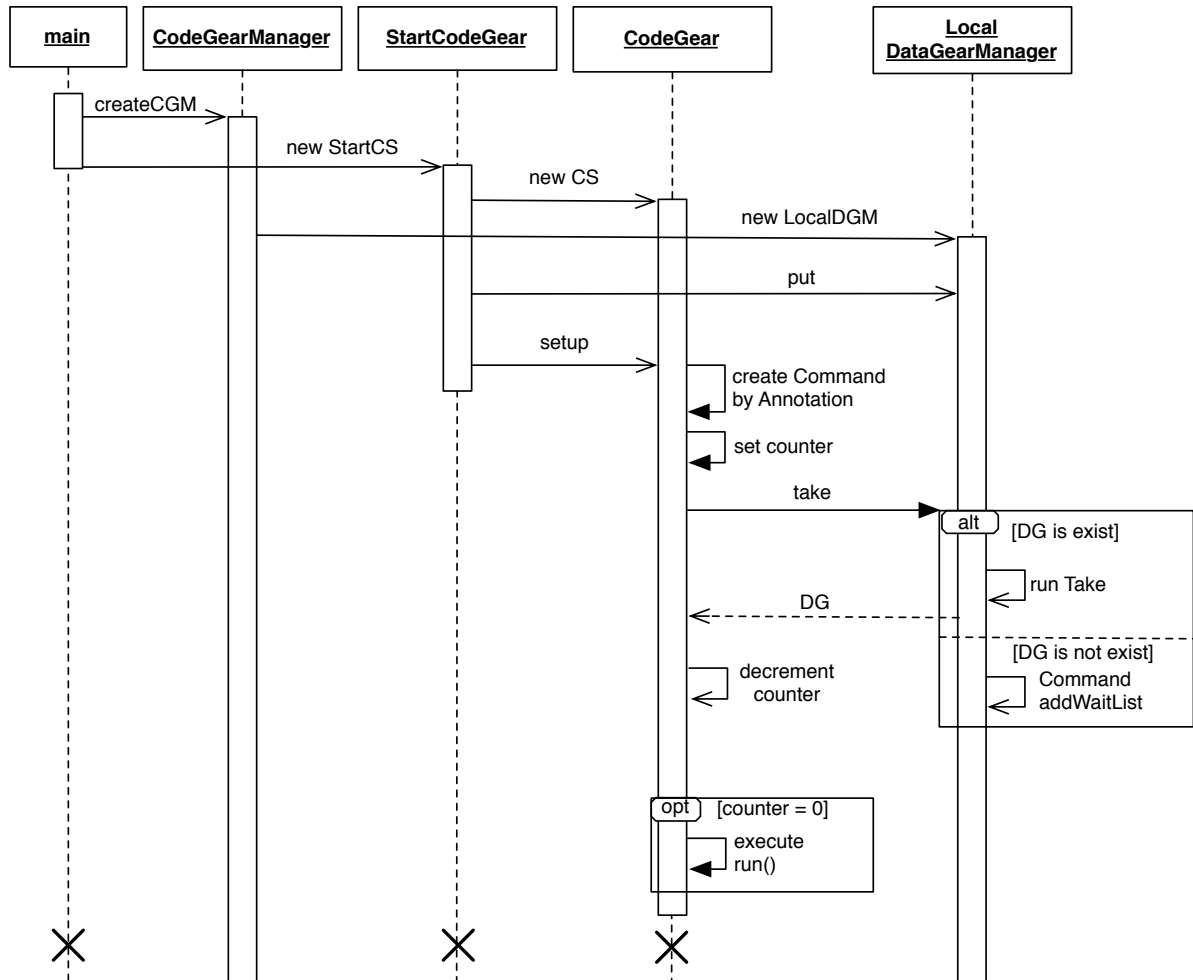 main
CodeGearManager
StartCodeGear
CodeGear
Local
DataGearManager
createCGM
new StartCS
new CS
new LocalDGM
put
setup
create Command
by Annotation
set counter
take
alt
[DG is exist]
run Take
DG
[DG is not exist]
decrement
counter
Command
addWaitList
opt
[counter = 0]
execute
run()